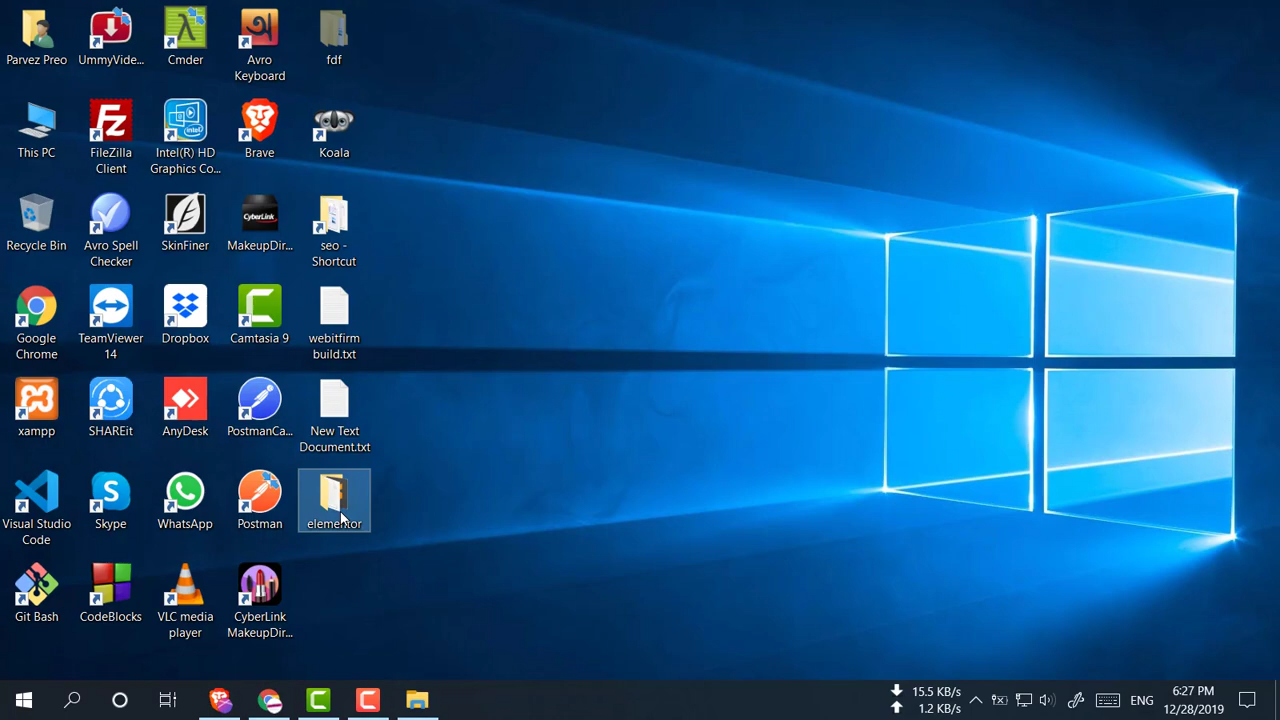 Parvez Preo
UmmyVide...
Cmder
Avro
Keyboard
fdf
This PC
FileZilla
Client
Intel(R) HD
Graphics Co...
Brave
Koala
Recycle Bin
Avro Spell
Checker
SkinFiner
CyberLink
MakeupDir...
seo -
Shortcut
Google
Chrome
TeamViewer
14
Dropbox
Camtasia 9
webitfirm
build.txt
xampp
SHAREit
AnyDesk
PostmanCa...
New Text
Document.txt
Visual Studio
Code
Skype
WhatsApp
Postman
elementor
Git Bash
CodeBlocks
VLC media
player
CyberLink
MakeupDir...
15.5 KB/s
1.2 KB/s
ENG
6:27 PM
12/28/2019